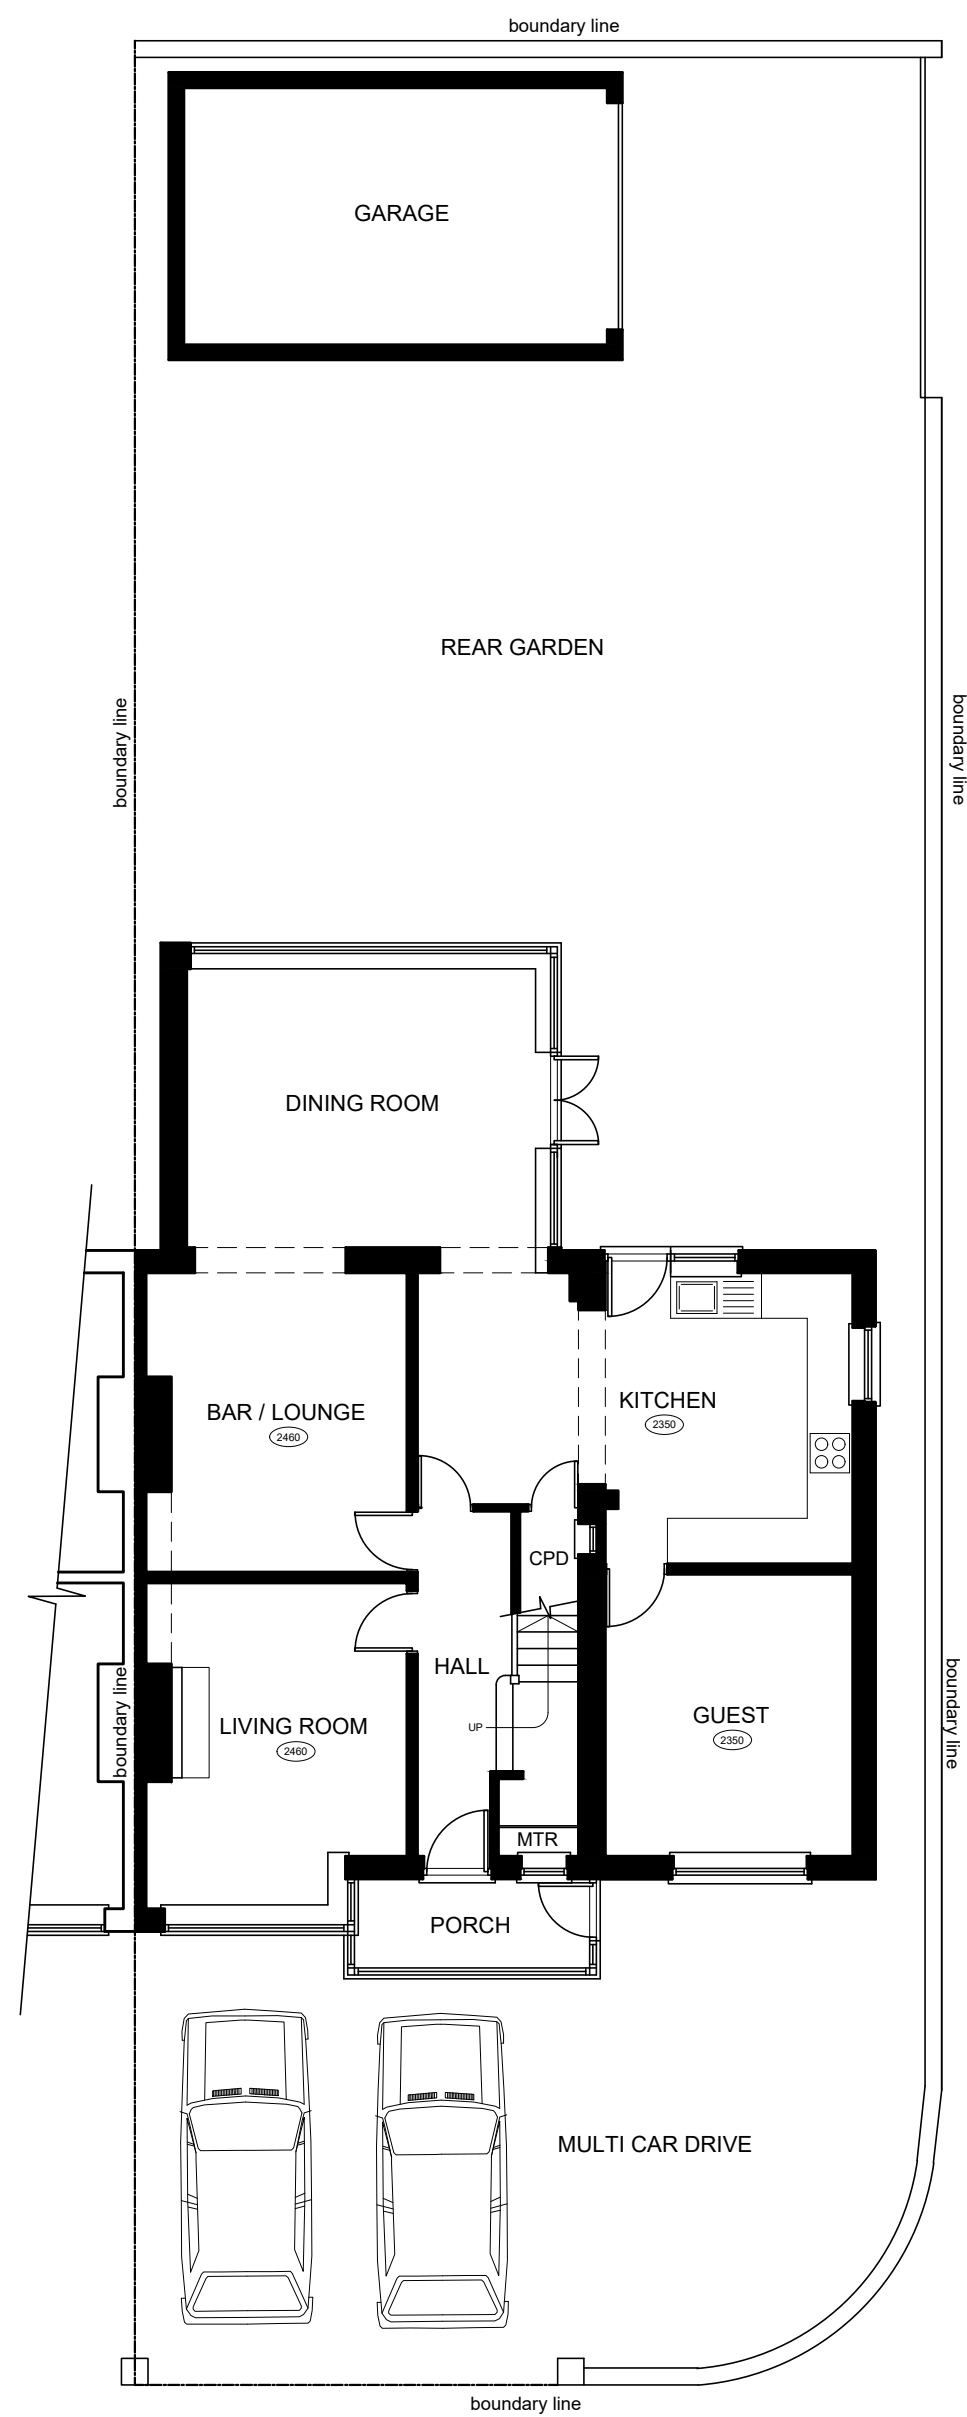 boundary line
GARAGE
REAR GARDEN
boundary line
boundary line
DINING ROOM
BAR / LOUNGE
2460
KITCHEN
2350
CPD
HALL
boundary line
LIVING ROOM
2460
UP
GUEST
2350
boundary line
MTR
PORCH
MULTI CAR DRIVE
boundary line